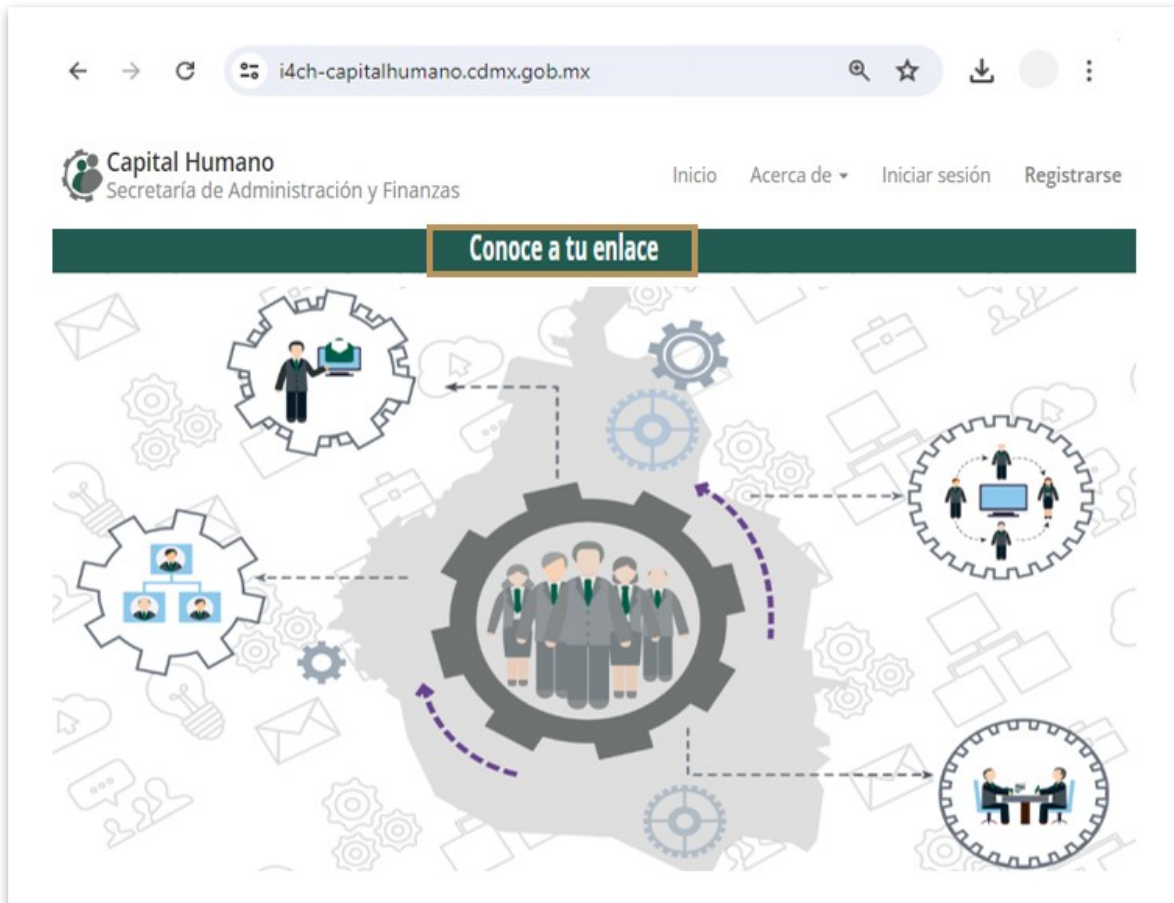 i4ch-capitalhumano.cdmx.gob.mx
Capital Humano
Secretaría de Administración y Finanzas
Inicio Acerca de Iniciar sesión Registrarse
Conoce a tu enlace